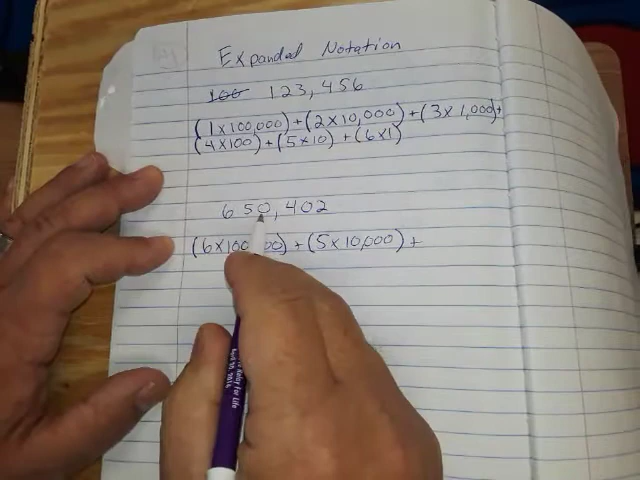 Expanded Notation
100 123,456
(1x100,000)+(2x10,000)+(3x1,000)+
(4x100)+(5x10)+(6x1)
650,402
(6x100,000)+(5x10,000)+